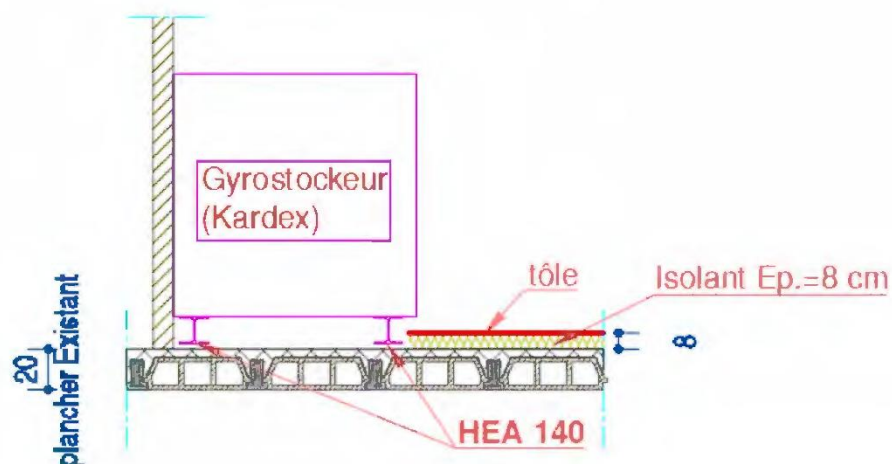 Gyrostockeur
(Kardex)
tôle
Isolant Ep.=8 cm
8
20
plancher Existant
HEA 140